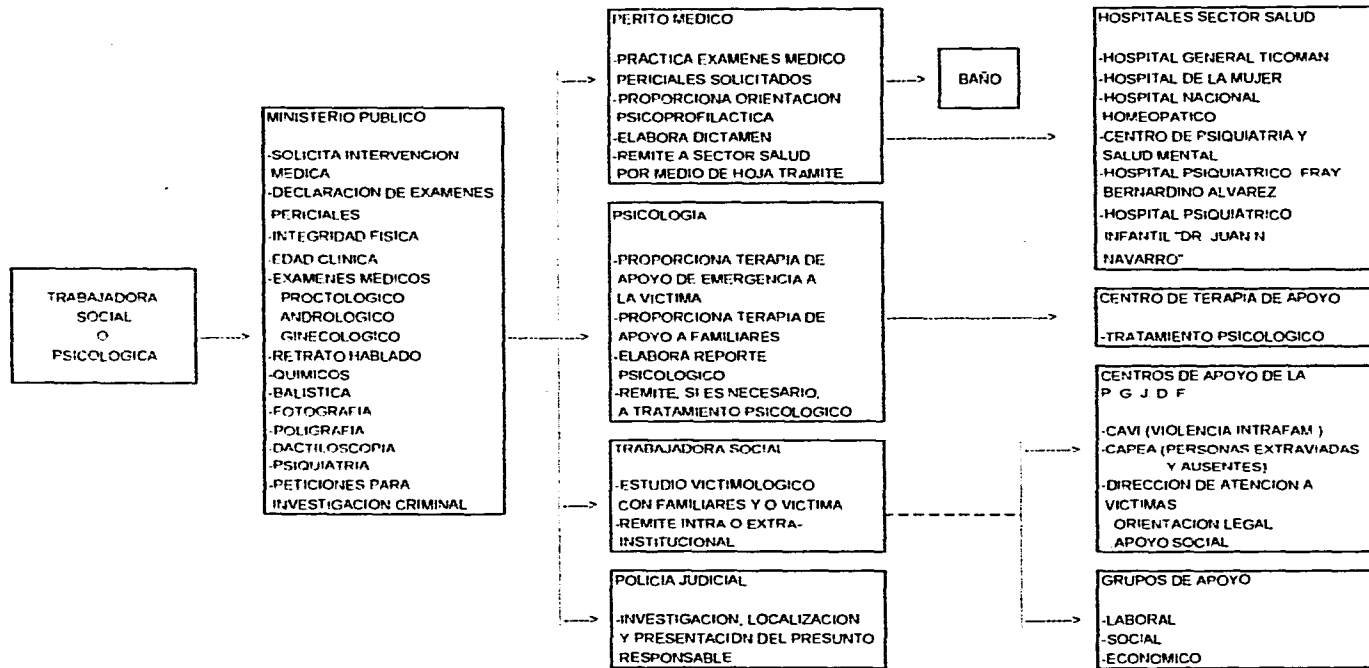 TRABAJADORA
SOCIAL
O
PSICOLOGICA
MINISTERIO PUBLICO
-SOLICITA INTERVENCION
MEDICA
-DECLARACION DE EXAMENES
PERICIALES
-INTEGRIDAD FISICA
-EDAD CLINICA
-EXAMENES MEDICOS
PROCTOLOGICO
ANDROLOGICO
GINECOLOGICO
-RETRATO HABLADO
-QUIMICOS
-BALISTICA
-FOTOGRAFIA
-POLIGRAFIA
-DACTILOSCOPIA
-PSIQUIATRIA
-PETICIONES PARA
INVESTIGACION CRIMINAL
PERITO MEDICO
-PRACTICA EXAMENES MEDICO
PERICIALES SOLICITADOS
-PROPORCIONA ORIENTACION
PSICOPROFILACTICA
-ELABORA DICTAMEN
-REMITE A SECTOR SALUD
POR MEDIO DE HOJA TRAMITE
PSICOLOGIA
-PROPORCIONA TERAPIA DE
APOYO DE EMERGENCIA A
LA VICTIMA
-PROPORCIONA TERAPIA DE
APOYO A FAMILIARES
-ELABORA REPORTE
PSICOLOGICO
-REMITE, SI ES NECESARIO,
A TRATAMIENTO PSICOLOGICO
TRABAJADORA SOCIAL
-ESTUDIO VICTIMOLOGICO
CON FAMILIARES Y O VICTIMA
-REMITE INTRA O EXTRA-
INSTITUCIONAL
POLICIA JUDICIAL
-INVESTIGACION, LOCALIZACION
Y PRESENTACION DEL PRESUNTO
RESPONSABLE
BAÑO
HOSPITALES SECTOR SALUD
-HOSPITAL GENERAL TICOMAN
-HOSPITAL DE LA MUJER
-HOSPITAL NACIONAL
HOMEOPATICO
-CENTRO DE PSIQUIATRIA Y
SALUD MENTAL
-HOSPITAL PSIQUIATRICO FRAY
BERNARDINO ALVAREZ
-HOSPITAL PSIQUIATRICO
INFANTIL "DR JUAN N
NAVARRO"
CENTRO DE TERAPIA DE APOYO
-TRATAMIENTO PSICOLOGICO
CENTROS DE APOYO DE LA
P G J D F
-CAVI (VIOLENCIA INTRAFAM )
-CAPEA (PERSONAS EXTRAVIADAS
Y AUSENTES)
-DIRECCION DE ATENCION A
VICTIMAS
ORIENTACION LEGAL
APOYO SOCIAL
GRUPOS DE APOYO
-LABORAL
-SOCIAL
-ECONOMICO